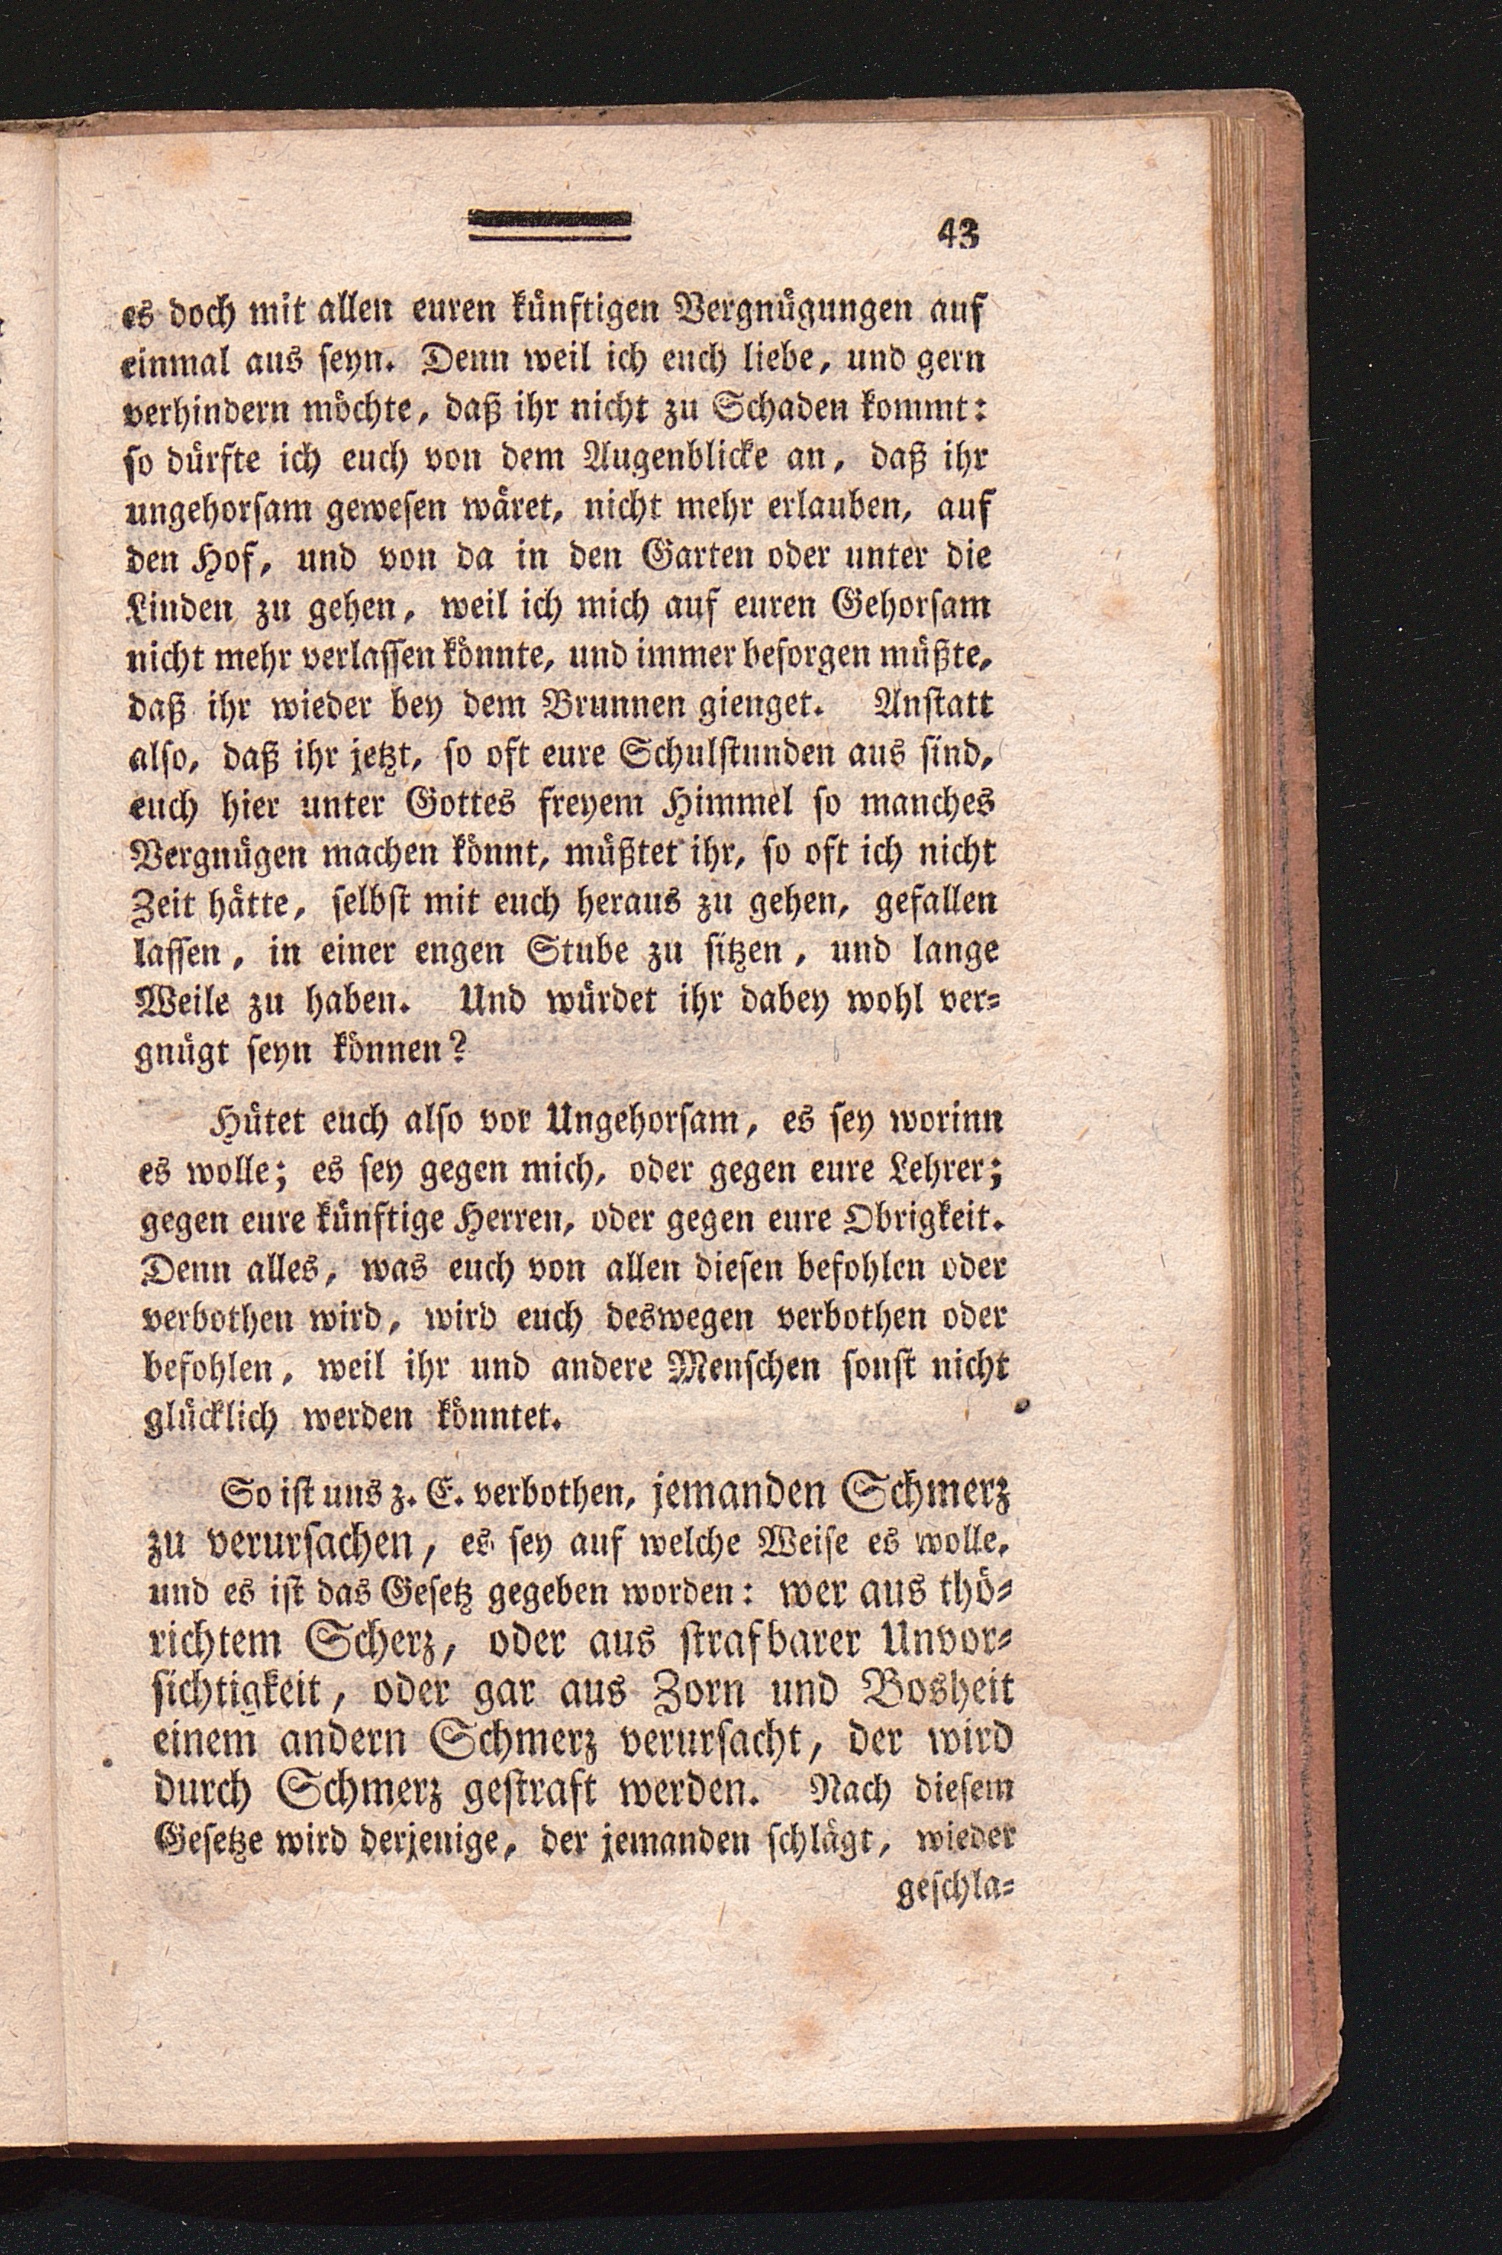 43
es doch mit allen euren künftigen Vergnügungen auf
einmal aus seyn. Denn weil ich euch liebe, und gern
verhindern möchte, daß ihr nicht zu Schaden kommt:
so dürfte ich euch von dem Augenblicke an, daß ihr
ungehorsam gewesen wäret, nicht mehr erlauben, auf
den Hof, und von da in den Garten oder unter die
Linden zu gehen, weil ich mich auf euren Gehorsam
nicht mehr verlassen könnte, und immer besorgen müßte,
daß ihr wieder bey dem Brunnen gienget. Anstatt
also, daß ihr jetzt, so oft eure Schulstunden aus sind,
euch hier unter Gottes freyem Himmel so manches
Vergnügen machen könnt, müßtet ihr, so oft ich nicht
Zeit hätte, selbst mit euch heraus zu gehen, gefallen
lassen, in einer engen Stube zu sitzen, und lange
Weile zu haben. Und würdet ihr dabey wohl ver-
gnügt seyn können?
Hütet euch also vor Ungehorsam, es sey worinn
es wolle; es sey gegen mich, oder gegen eure Lehrer;
gegen eure künftige Herren, oder gegen eure Obrigkeit.
Denn alles, was euch von allen diesen befohlen oder
verbothen wird, wird euch deswegen verbothen oder
befohlen, weil ihr und andere Menschen sonst nicht
glücklich werden könntet.
So ist uns z. E. verbothen, jemanden Schmerz
zu verursachen, es sey auf welche Weise es wolle,
und es ist das Gesetz gegeben worden: wer aus thö-
richtem Scherz, oder aus strafbarer Unvor-
sichtigkeit, oder gar aus Zorn und Bosheit
einem andern Schmerz verursacht, der wird
durch Schmerz gestraft werden. Nach diesem
Gesetze wird derjenige, der jemanden schlägt, wieder
geschla-